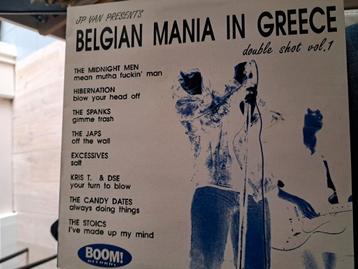 JP VAN PRESENTS
BELGIAN MANIA IN GREECE
double shot vol.1
THE MIDNIGHT MEN
mean mutha fuckin' man
HIBERNATION
blow your head off
THE SPANKS
gimme trash
THE JAPS
off the wall
EXCESSIVES
salt
KRIS T. & DSE
your turn to blow
THE CANDY DATES
always doing things
THE STOICS
I've made up my mind
BOOM!
RECORDS